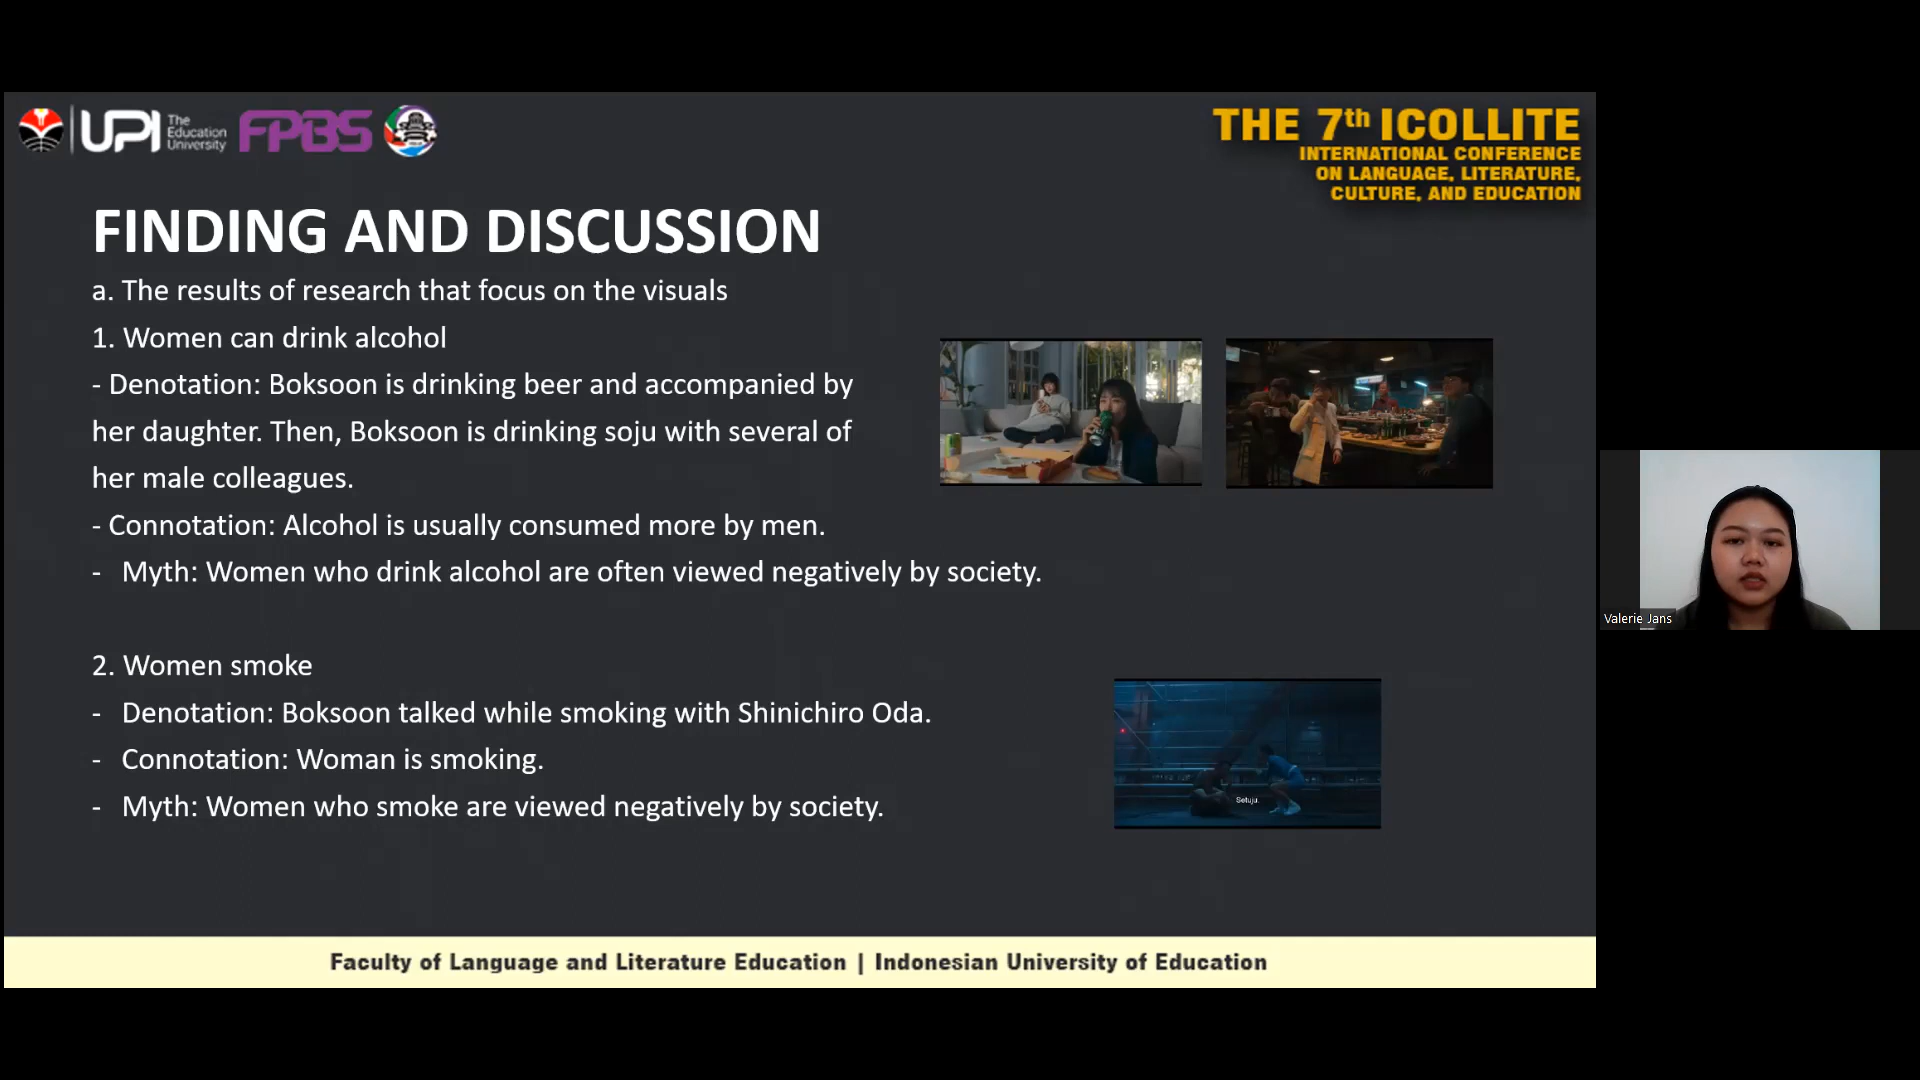 UPI
The
Education
University
FPBS
THE 7th ICOLLITE
INTERNATIONAL CONFERENCE
ON LANGUAGE, LITERATURE,
CULTURE, AND EDUCATION
FINDING AND DISCUSSION
a. The results of research that focus on the visuals
1. Women can drink alcohol
- Denotation: Boksoon is drinking beer and accompanied by
her daughter. Then, Boksoon is drinking soju with several of
her male colleagues.
- Connotation: Alcohol is usually consumed more by men.
- Myth: Women who drink alcohol are often viewed negatively by society.
2. Women smoke
- Denotation: Boksoon talked while smoking with Shinichiro Oda.
- Connotation: Woman is smoking.
- Myth: Women who smoke are viewed negatively by society.
Setuju.
Valerie Jans
Faculty of Language and Literature Education | Indonesian University of Education